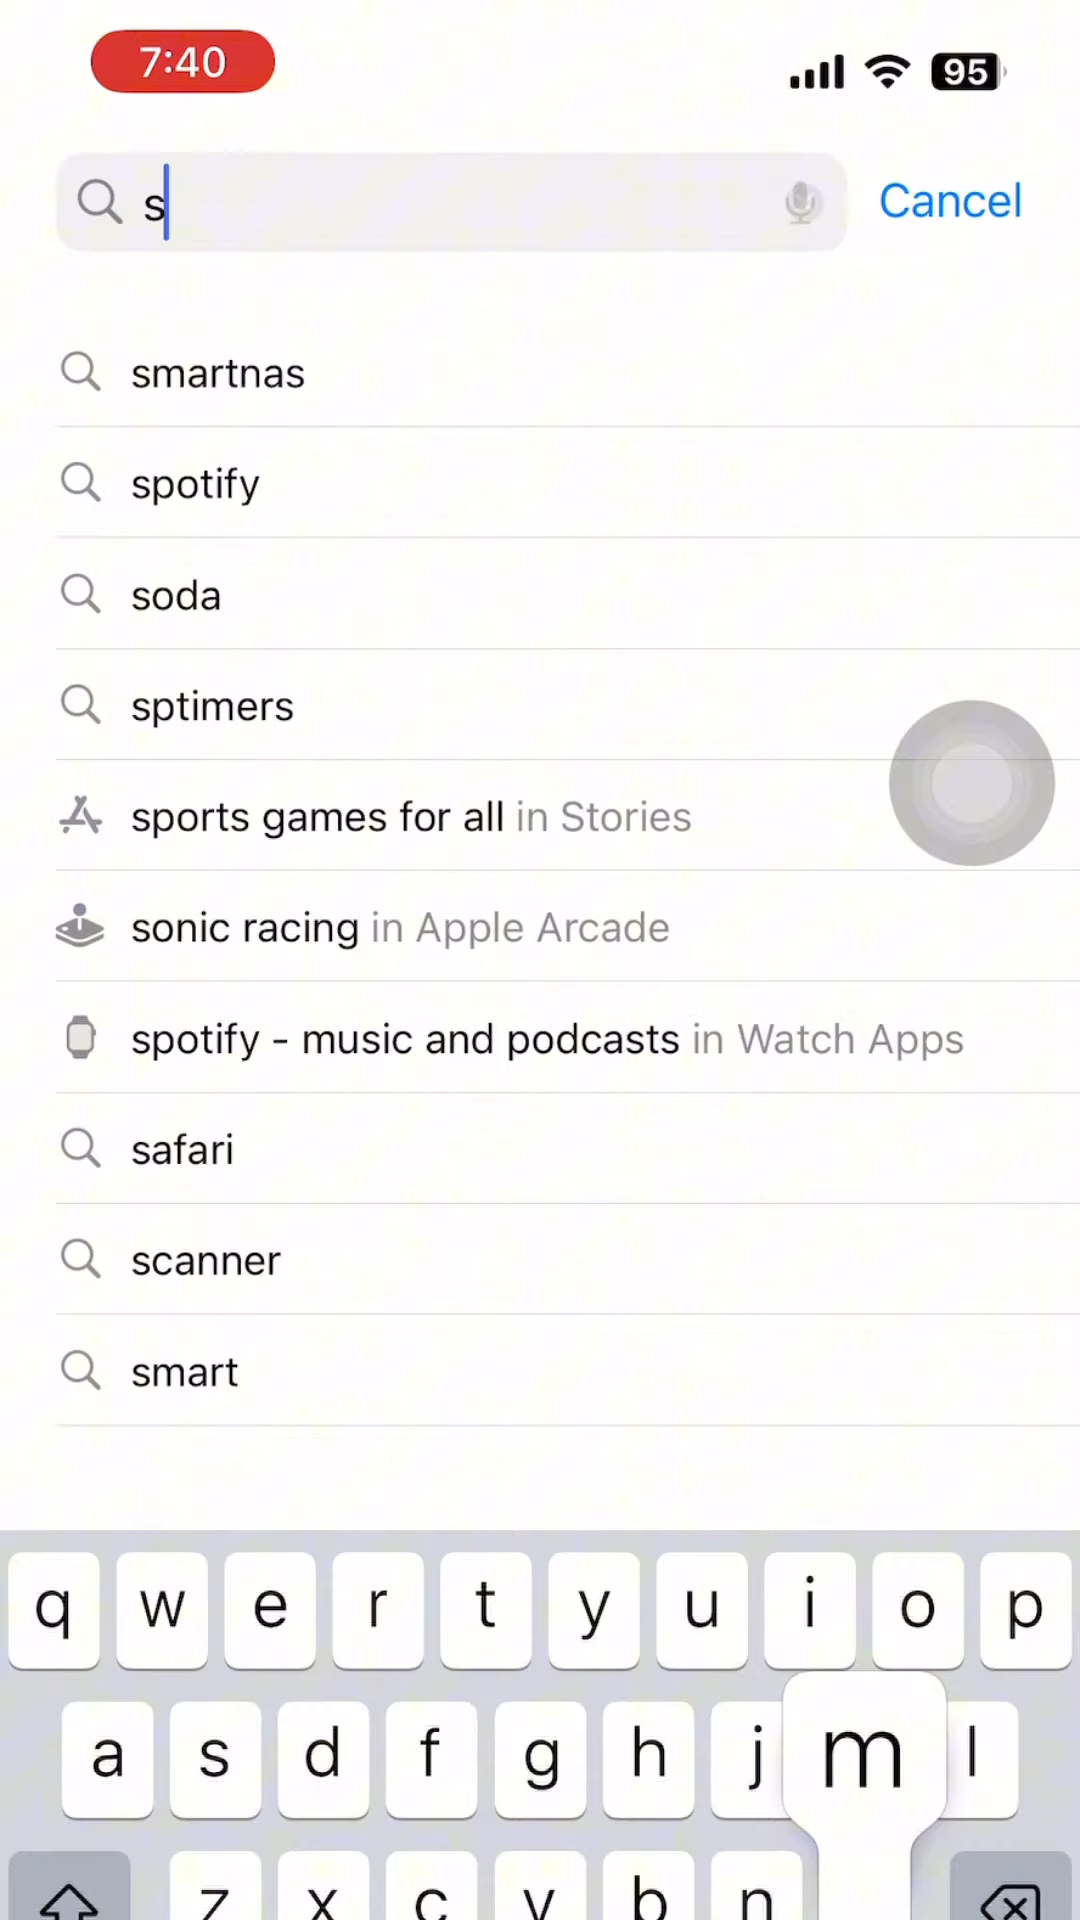 7:40
95
s
Cancel
smartnas
spotify
soda
sptimers
sports games for all in Stories
sonic racing in Apple Arcade
spotify - music and podcasts in Watch Apps
safari
scanner
smart
q w e r t y u i o p
a s d f g h j m l
z x c v b n